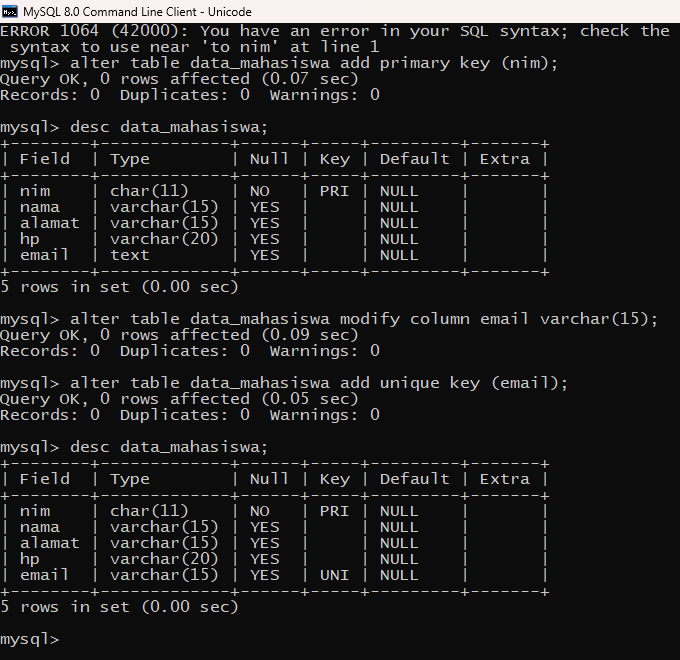 MySQL 8.0 Command Line Client - Unicode
ERROR 1064 (42000): You have an error in your SQL syntax; check the
 syntax to use near 'to nim' at line 1
mysql> alter table data_mahasiswa add primary key (nim);
Query OK, 0 rows affected (0.07 sec)
Records: 0  Duplicates: 0  Warnings: 0

mysql> desc data_mahasiswa;
+--------+-------------+------+-----+---------+-------+
| Field  | Type        | Null | Key | Default | Extra |
+--------+-------------+------+-----+---------+-------+
| nim    | char(11)    | NO   | PRI | NULL    |       |
| nama   | varchar(15) | YES  |     | NULL    |       |
| alamat | varchar(15) | YES  |     | NULL    |       |
| hp     | varchar(20) | YES  |     | NULL    |       |
| email  | text        | YES  |     | NULL    |       |
+--------+-------------+------+-----+---------+-------+
5 rows in set (0.00 sec)

mysql> alter table data_mahasiswa modify column email varchar(15);
Query OK, 0 rows affected (0.09 sec)
Records: 0  Duplicates: 0  Warnings: 0

mysql> alter table data_mahasiswa add unique key (email);
Query OK, 0 rows affected (0.05 sec)
Records: 0  Duplicates: 0  Warnings: 0

mysql> desc data_mahasiswa;
+--------+-------------+------+-----+---------+-------+
| Field  | Type        | Null | Key | Default | Extra |
+--------+-------------+------+-----+---------+-------+
| nim    | char(11)    | NO   | PRI | NULL    |       |
| nama   | varchar(15) | YES  |     | NULL    |       |
| alamat | varchar(15) | YES  |     | NULL    |       |
| hp     | varchar(20) | YES  |     | NULL    |       |
| email  | varchar(15) | YES  | UNI | NULL    |       |
+--------+-------------+------+-----+---------+-------+
5 rows in set (0.00 sec)

mysql>